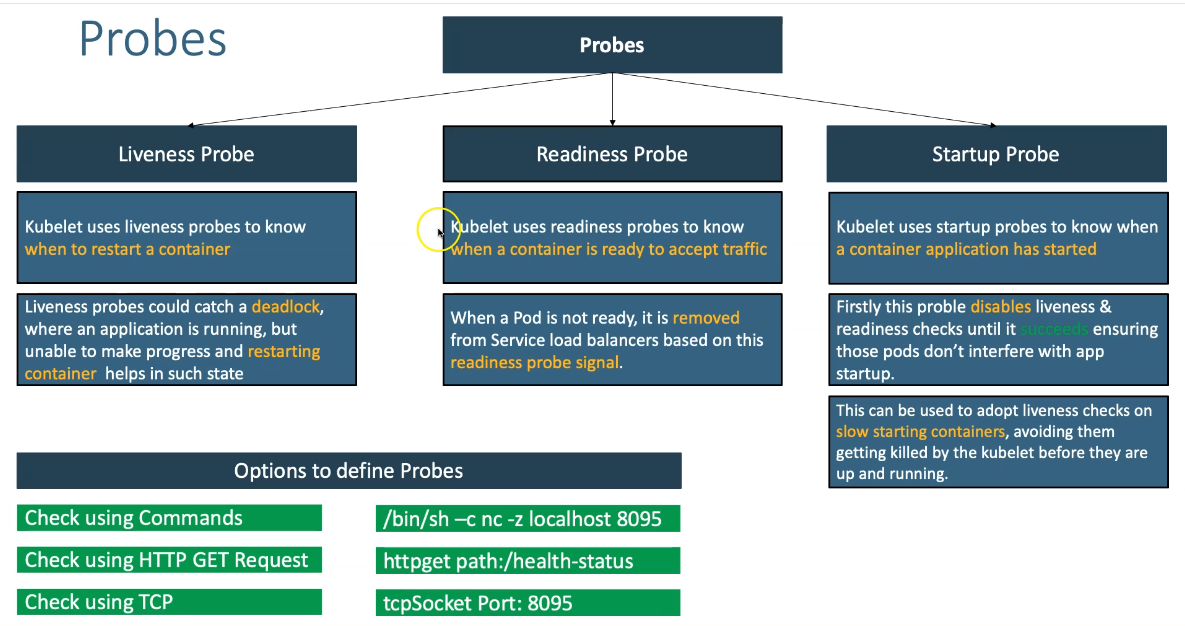 Probes
Probes
Liveness Probe
Kubelet uses liveness probes to know
when to restart a container
Liveness probes could catch a deadlock,
where an application is running, but
unable to make progress and restarting
container helps in such state
Readiness Probe
Kubelet uses readiness probes to know
when a container is ready to accept traffic
When a Pod is not ready, it is removed
from Service load balancers based on this
readiness probe signal.
Startup Probe
Kubelet uses startup probes to know when
a container application has started
Firstly this proble disables liveness &
readiness checks until it succeeds ensuring
those pods don't interfere with app
startup.
This can be used to adopt liveness checks on
slow starting containers, avoiding them
getting killed by the kubelet before they are
up and running.
Options to define Probes
Check using Commands
/bin/sh –c nc -z localhost 8095
Check using HTTP GET Request
httpget path:/health-status
Check using TCP
tcpSocket Port: 8095